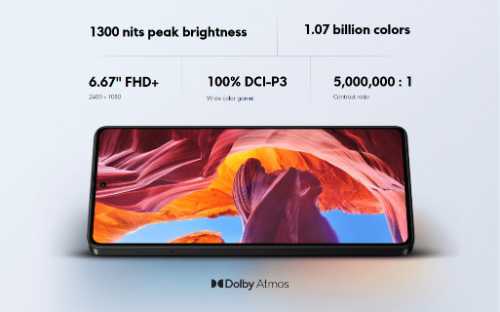 1300 nits peak brightness
1.07 billion colors
6.67" FHD+
100% DCI-P3
5,000,000 : 1
2400 × 1080
Wide color gamut
Contrast ratio
Dolby Atmos